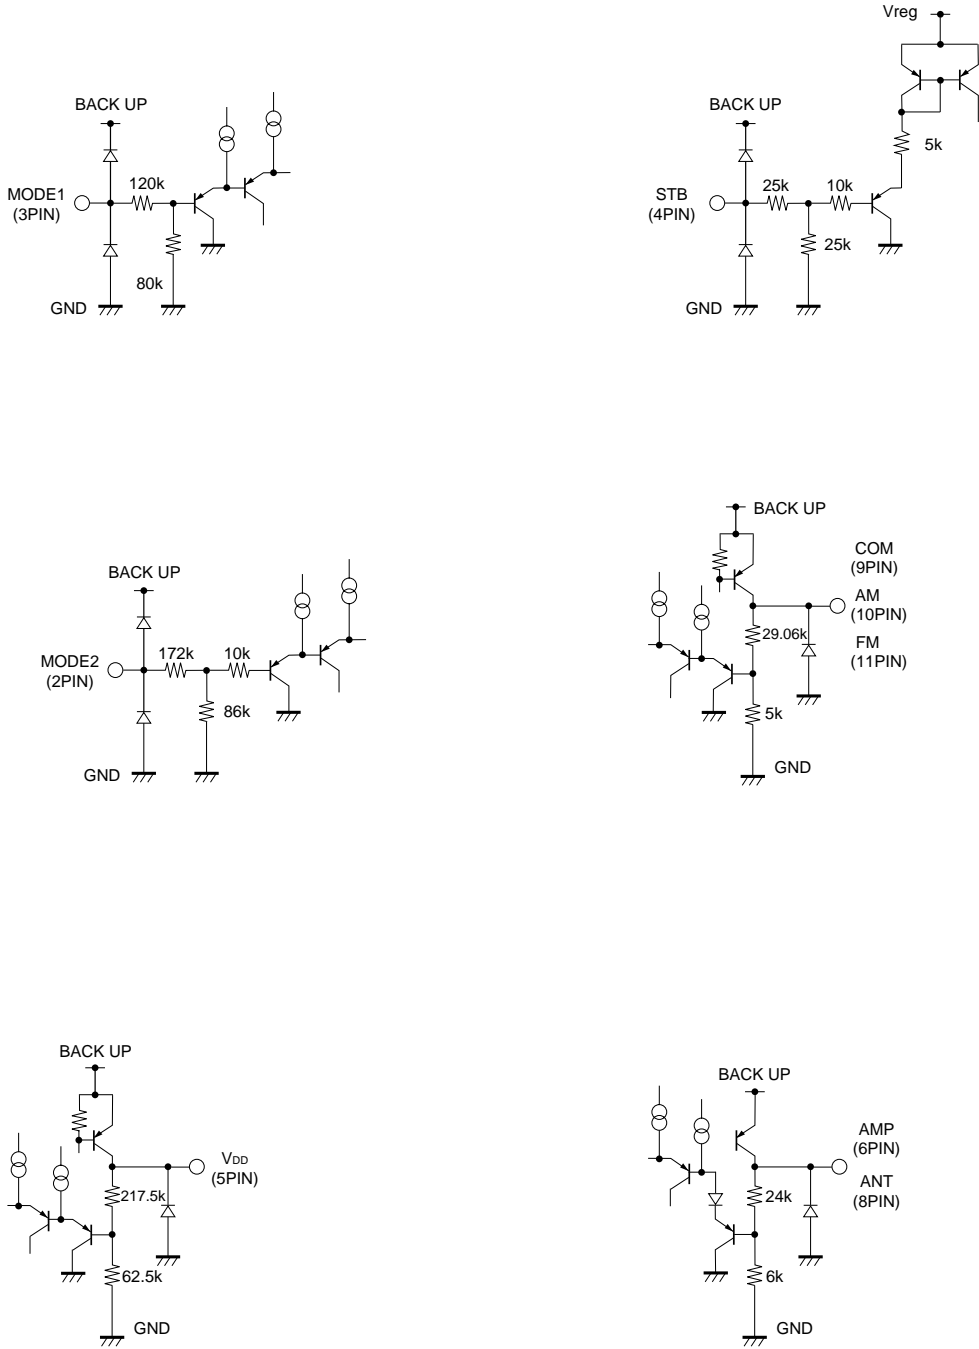 BACK UP
MODE1
(3PIN)
120k
80k
GND
Vreg
BACK UP
5k
STB
(4PIN)
25k
10k
25k
GND
BACK UP
MODE2
(2PIN)
172k
10k
86k
GND
BACK UP
COM
(9PIN)
AM
(10PIN)
FM
(11PIN)
29.06k
5k
GND
BACK UP
VDD
(5PIN)
217.5k
62.5k
GND
BACK UP
AMP
(6PIN)
ANT
(8PIN)
24k
6k
GND